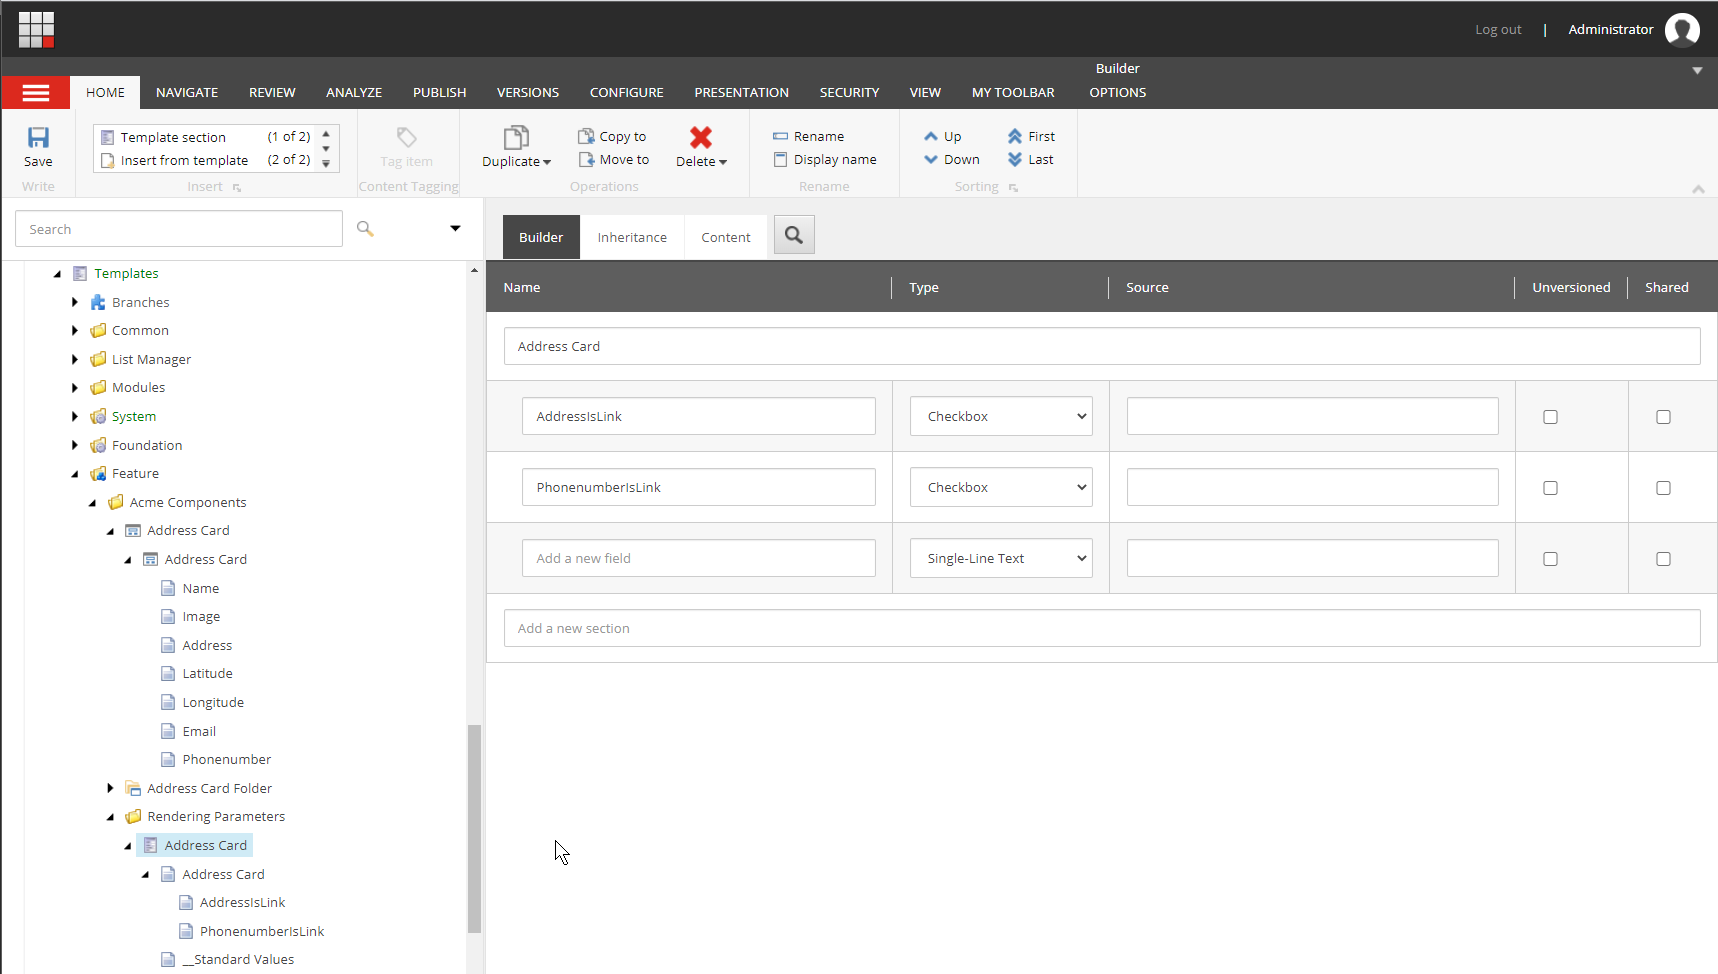 Log out | Administrator
Builder
HOME NAVIGATE REVIEW ANALYZE PUBLISH VERSIONS CONFIGURE PRESENTATION SECURITY VIEW MY TOOLBAR OPTIONS
Save
Write
Template section (1 of 2)
Insert from template (2 of 2)
Insert
Tag item
Content Tagging
Duplicate
Copy to
Move to
Delete
Operations
Rename
Display name
Rename
Up
Down
First
Last
Sorting
Search
Templates
Branches
Common
List Manager
Modules
System
Foundation
Feature
Acme Components
Address Card
Address Card
Name
Image
Address
Latitude
Longitude
Email
Phonenumber
Address Card Folder
Rendering Parameters
Address Card
Address Card
AddressIsLink
PhonenumberIsLink
__Standard Values
Builder Inheritance Content
Name Type Source Unversioned Shared
Address Card
AddressIsLink Checkbox
PhonenumberIsLink Checkbox
Add a new field Single-Line Text
Add a new section